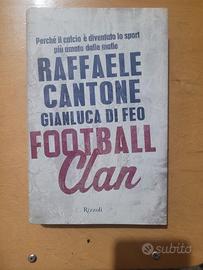 Perché il calcio è diventato lo sport
più amato dalle mafie
RAFFAELE
CANTONE
GIANLUCA DI FEO
FOOTBALL
Clan
Rizzoli
subito